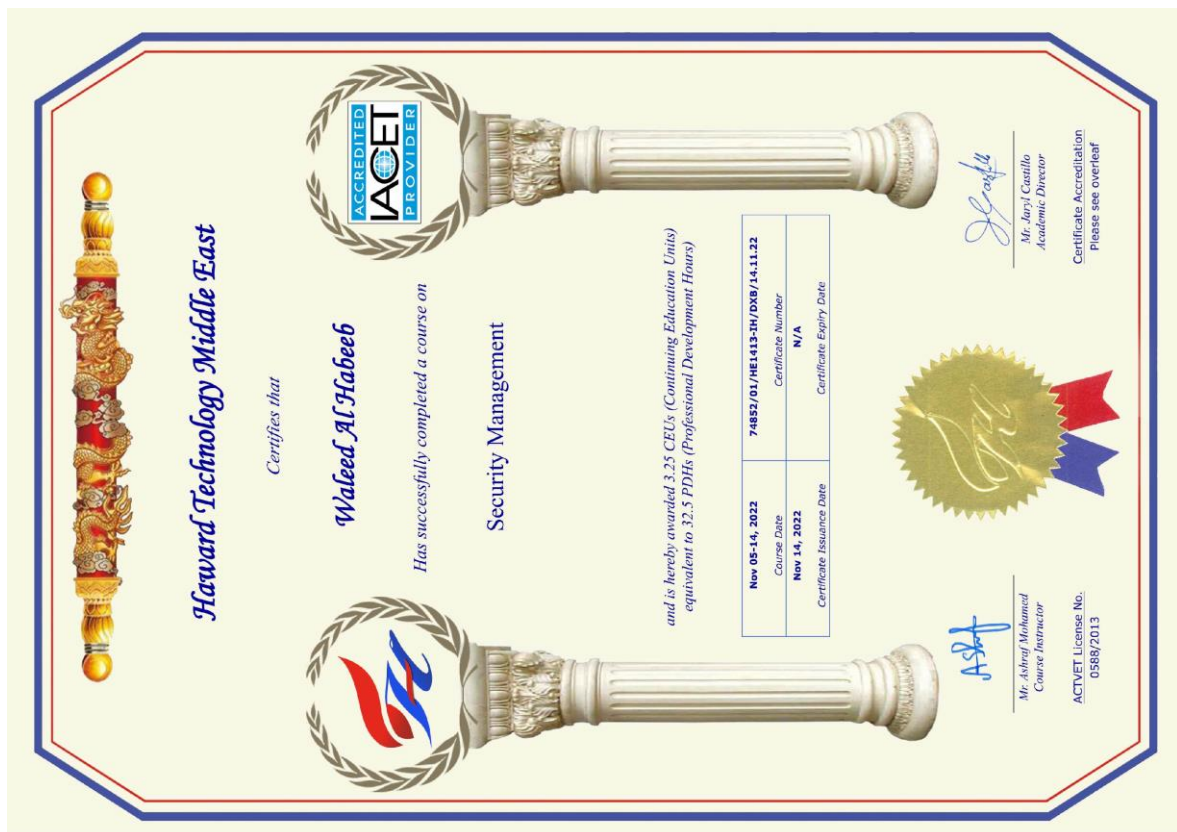 Haward Technology Middle East
Certifies that
ACCREDITED
IACET
PROVIDER
Waleed Al Habeeb
Has successfully completed a course on
Security Management
and is hereby awarded 3.25 CEUs (Continuing Education Units)
equivalent to 32.5 PDHs (Professional Development Hours)
Nov 05-14, 2022
74852/01/HE1413-IH/DXB/14.11.22
Course Date
Certificate Number
Nov 14, 2022
N/A
Certificate Issuance Date
Certificate Expiry Date
Mr. Ashraf Mohamed
Course Instructor
Mr. Jaryl Castillo
Academic Director
ACTVET License No.
0588/2013
Certificate Accreditation
Please see overleaf